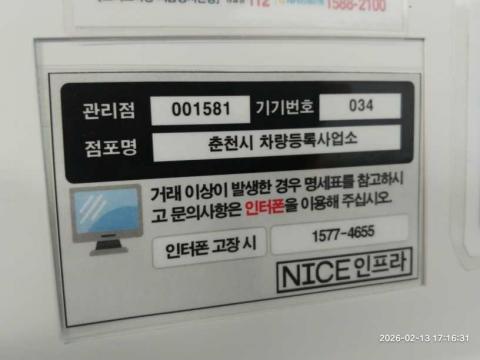 112
1588-2100
관리점 001581 기기번호 034
점포명 춘천시 차량등록사업소
거래 이상이 발생한 경우 명세표를 참고하시
고 문의사항은 인터폰을 이용해 주십시오.
인터폰 고장 시 1577-4655
NICE인프라
2026-02-13 17:16:31